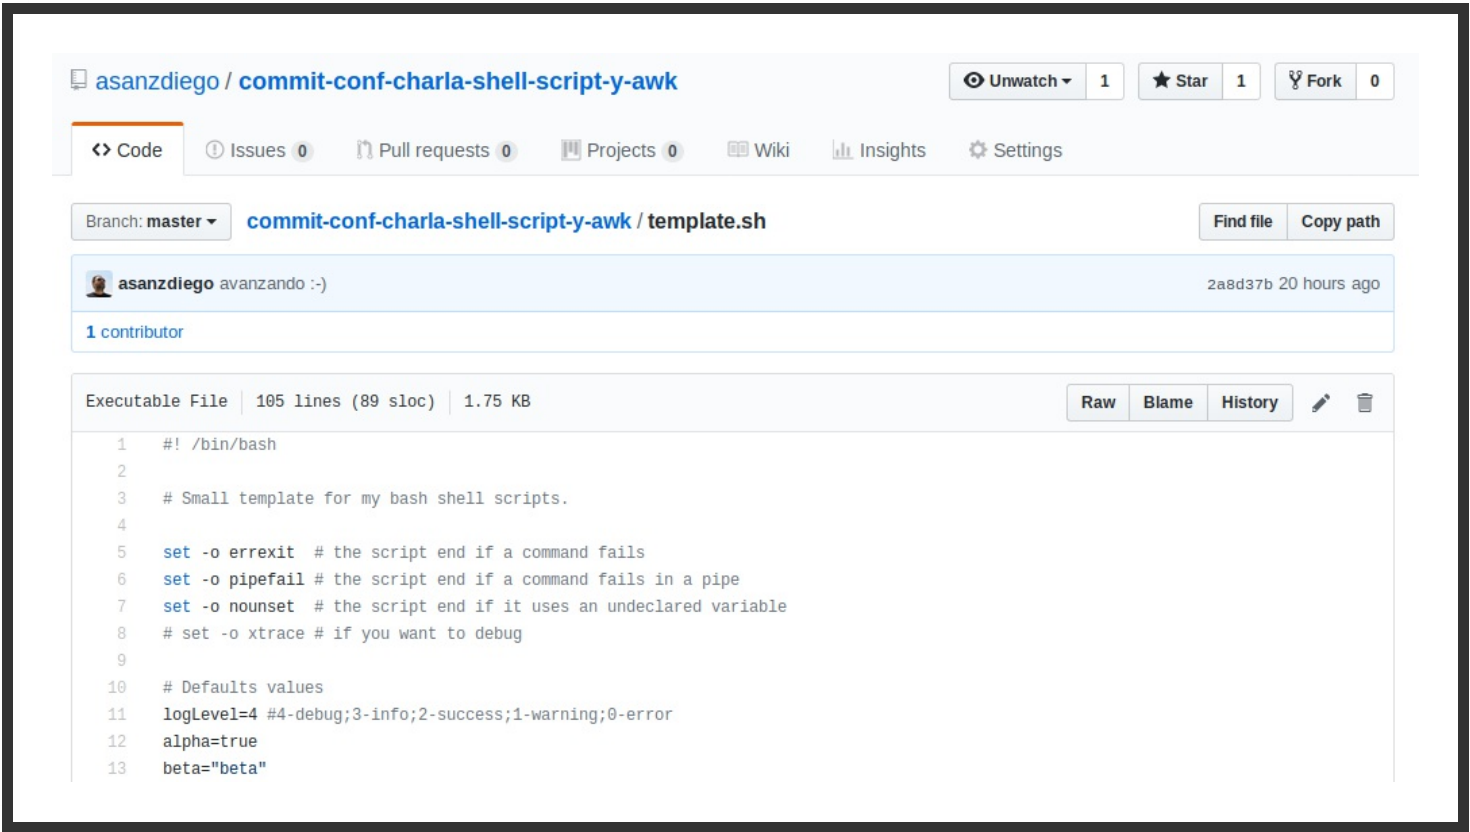 asanzdiego / commit-conf-charla-shell-script-y-awk Unwatch 1 Star 1 Fork 0
Code Issues 0 Pull requests 0 Projects 0 Wiki Insights Settings
Branch: master commit-conf-charla-shell-script-y-awk / template.sh Find file Copy path
asanzdiego avanzando :-) 2a8d37b 20 hours ago
1 contributor
Executable File 105 lines (89 sloc) 1.75 KB Raw Blame History
1 #! /bin/bash
2
3 # Small template for my bash shell scripts.
4
5 set -o errexit  # the script end if a command fails
6 set -o pipefail # the script end if a command fails in a pipe
7 set -o nounset  # the script end if it uses an undeclared variable
8 # set -o xtrace # if you want to debug
9
10 # Defaults values
11 logLevel=4 #4-debug;3-info;2-success;1-warning;0-error
12 alpha=true
13 beta="beta"